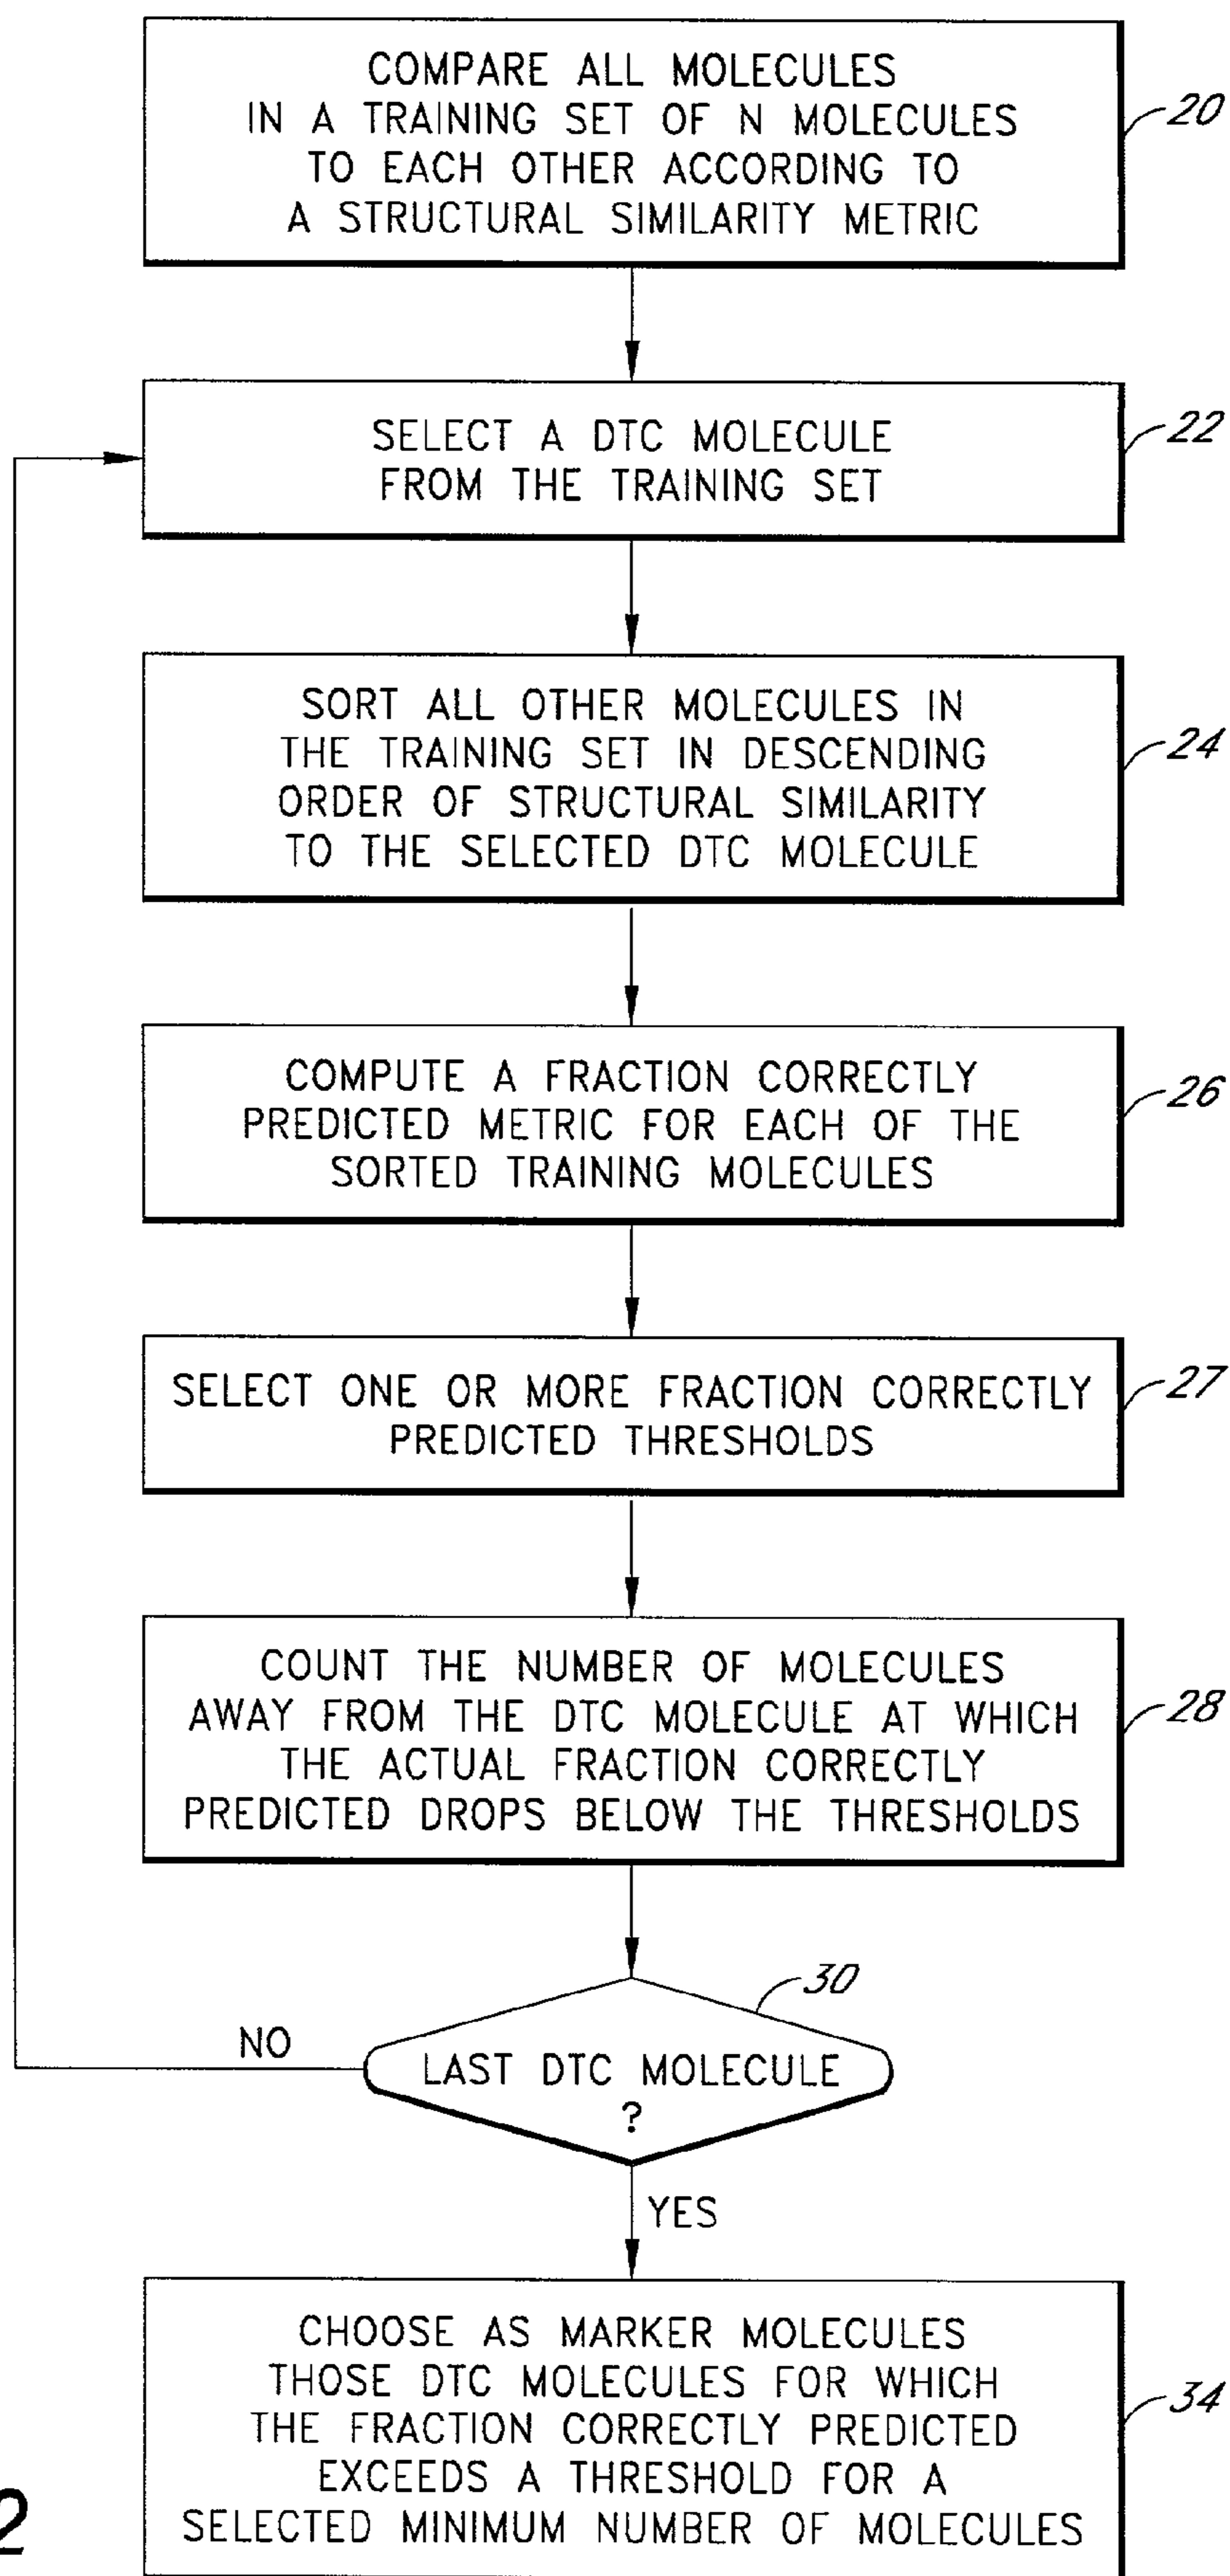 COMPARE ALL MOLECULES
IN A TRAINING SET OF N MOLECULES
TO EACH OTHER ACCORDING TO
A STRUCTURAL SIMILARITY METRIC
20
SELECT A DTC MOLECULE
FROM THE TRAINING SET
22
SORT ALL OTHER MOLECULES IN
THE TRAINING SET IN DESCENDING
ORDER OF STRUCTURAL SIMILARITY
TO THE SELECTED DTC MOLECULE
24
COMPUTE A FRACTION CORRECTLY
PREDICTED METRIC FOR EACH OF THE
SORTED TRAINING MOLECULES
26
SELECT ONE OR MORE FRACTION CORRECTLY
PREDICTED THRESHOLDS
27
COUNT THE NUMBER OF MOLECULES
AWAY FROM THE DTC MOLECULE AT WHICH
THE ACTUAL FRACTION CORRECTLY
PREDICTED DROPS BELOW THE THRESHOLDS
28
30
NO
LAST DTC MOLECULE
?
YES
CHOOSE AS MARKER MOLECULES
THOSE DTC MOLECULES FOR WHICH
THE FRACTION CORRECTLY PREDICTED
EXCEEDS A THRESHOLD FOR A
SELECTED MINIMUM NUMBER OF MOLECULES
34
2